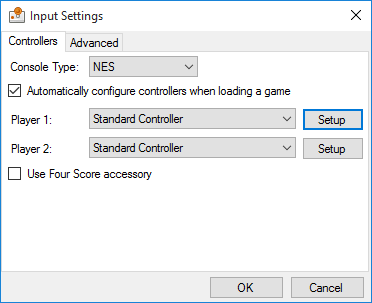 Input Settings
Controllers Advanced
Console Type: NES
Automatically configure controllers when loading a game
Player 1: Standard Controller Setup
Player 2: Standard Controller Setup
Use Four Score accessory
OK Cancel